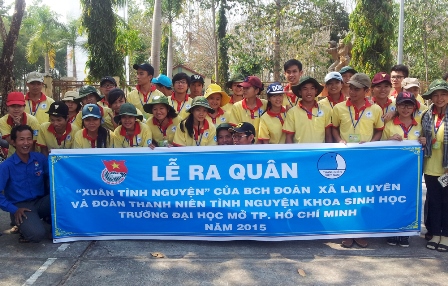 LỄ RA QUÂN
"XUÂN TÌNH NGUYỆN" CỦA BCH ĐOÀN XÃ LAI UYÊN
VÀ ĐOÀN THANH NIÊN TÌNH NGUYỆN KHOA SINH HỌC
TRƯỜNG ĐẠI HỌC MỞ TP. HỒ CHÍ MINH
NĂM 2015